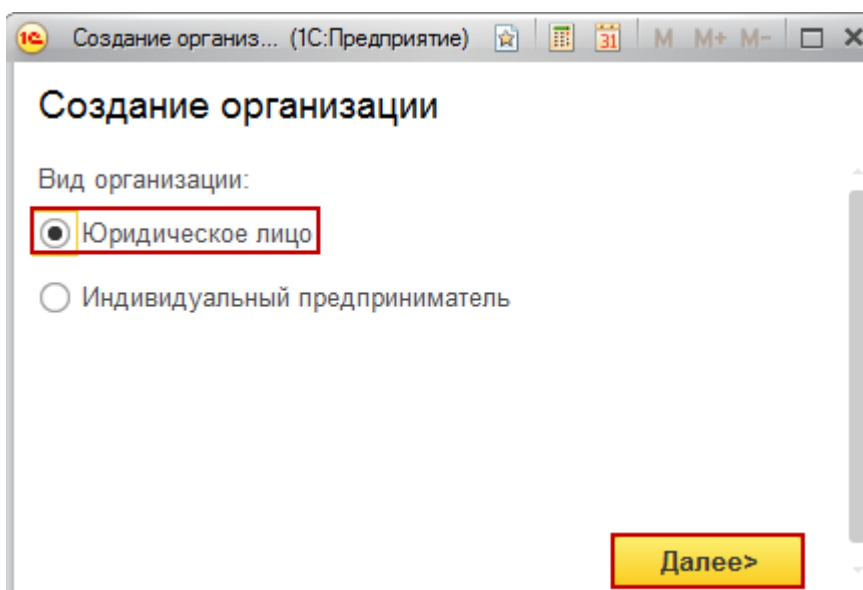 1С Создание организ... (1С:Предприятие) 31 M M+ M-
Создание организации
Вид организации:
Юридическое лицо
Индивидуальный предприниматель
Далее>